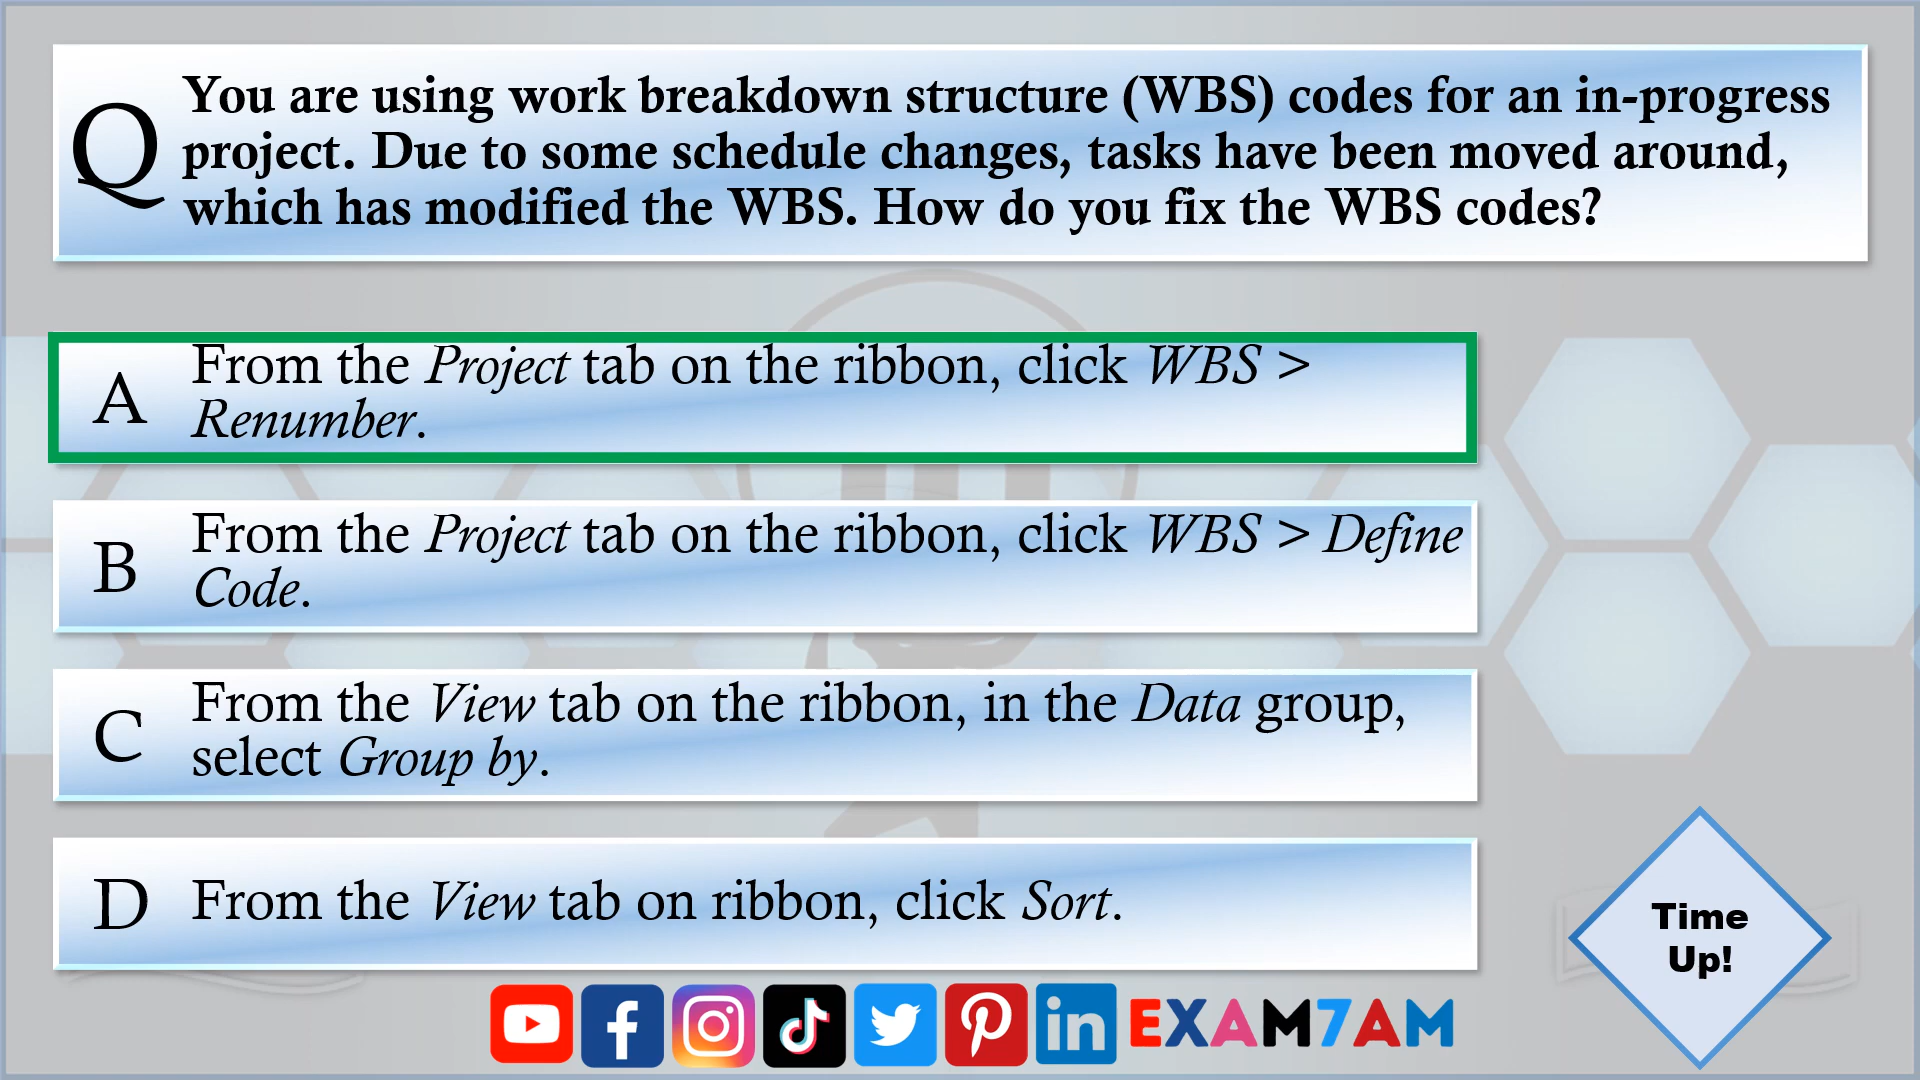 Q
You are using work breakdown structure (WBS) codes for an in-progress
project. Due to some schedule changes, tasks have been moved around,
which has modified the WBS. How do you fix the WBS codes?
A
From the Project tab on the ribbon, click WBS >
Renumber.
B
From the Project tab on the ribbon, click WBS > Define
Code.
C
From the View tab on the ribbon, in the Data group,
select Group by.
D
From the View tab on ribbon, click Sort.
Time
Up!
EXAM7AM